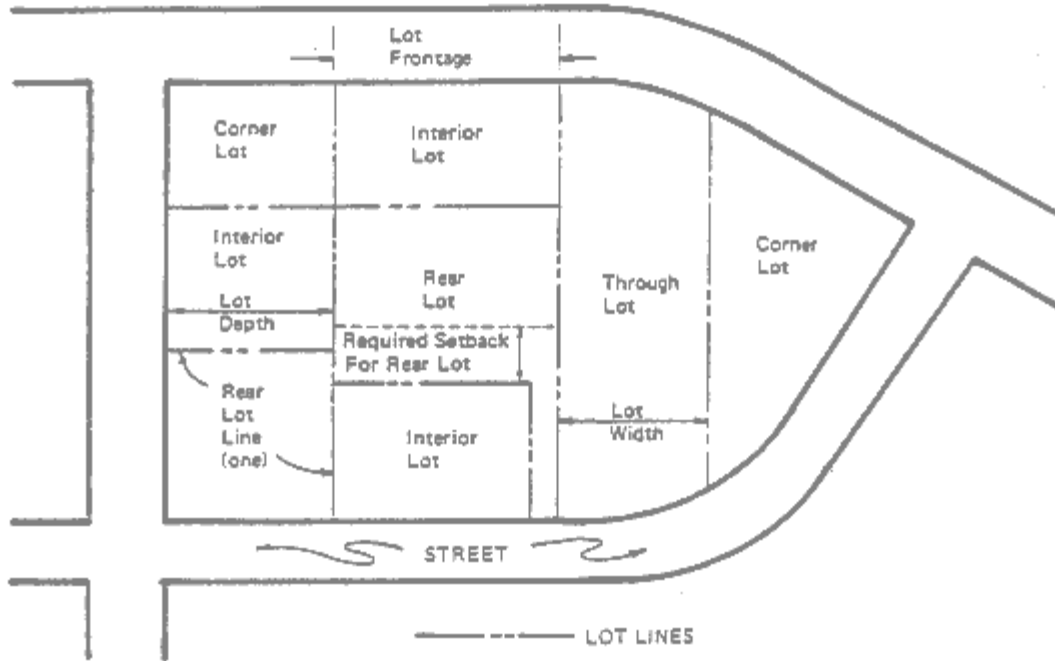 Lot
Frontage
Corner
Lot
Interior
Lot
Interior
Lot
Rear
Lot
Through
Lot
Corner
Lot
Lot
Depth
Required Setback
For Rear Lot
Rear
Lot
Line
(one)
Interior
Lot
Lot
Width
STREET
LOT LINES